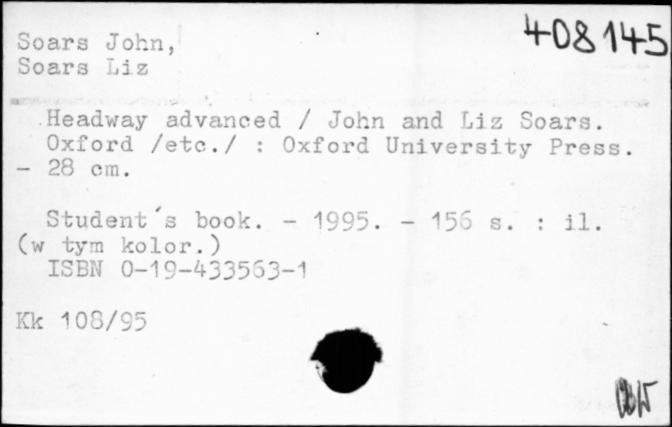 408145
Soars John,
Soars Liz
Headway advanced / John and Liz Soars.
Oxford /etc./ : Oxford University Press.
- 28 cm.
Student´s book. - 1995. - 156 s. : il.
(w tym kolor.)
ISBN 0-19-433563-1
Kk 108/95